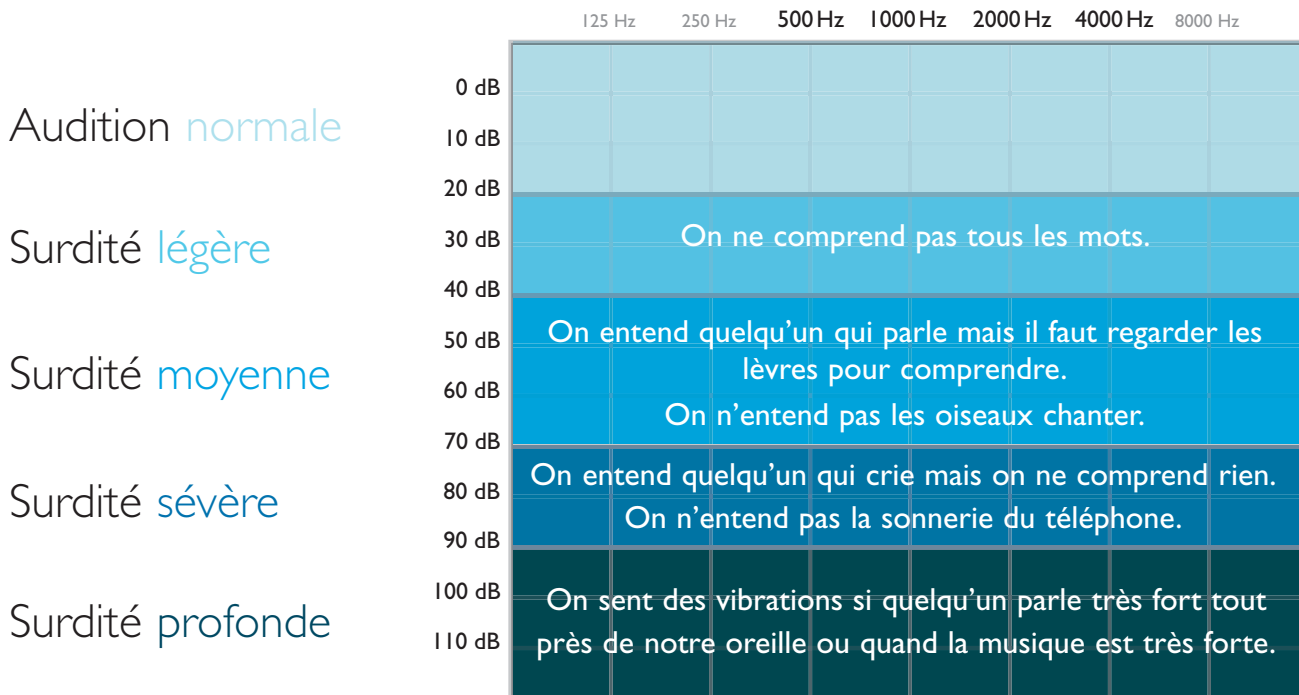 125 Hz 250 Hz 500 Hz 1000 Hz 2000 Hz 4000 Hz 8000 Hz
0 dB
Audition normale
10 dB
20 dB
Surdité légère
30 dB
On ne comprend pas tous les mots.
40 dB
50 dB
On entend quelqu’un qui parle mais il faut regarder les
lèvres pour comprendre.
Surdité moyenne
60 dB
On n’entend pas les oiseaux chanter.
70 dB
On entend quelqu’un qui crie mais on ne comprend rien.
Surdité sévère
80 dB
On n’entend pas la sonnerie du téléphone.
90 dB
100 dB
On sent des vibrations si quelqu’un parle très fort tout
Surdité profonde
110 dB
près de notre oreille ou quand la musique est très forte.